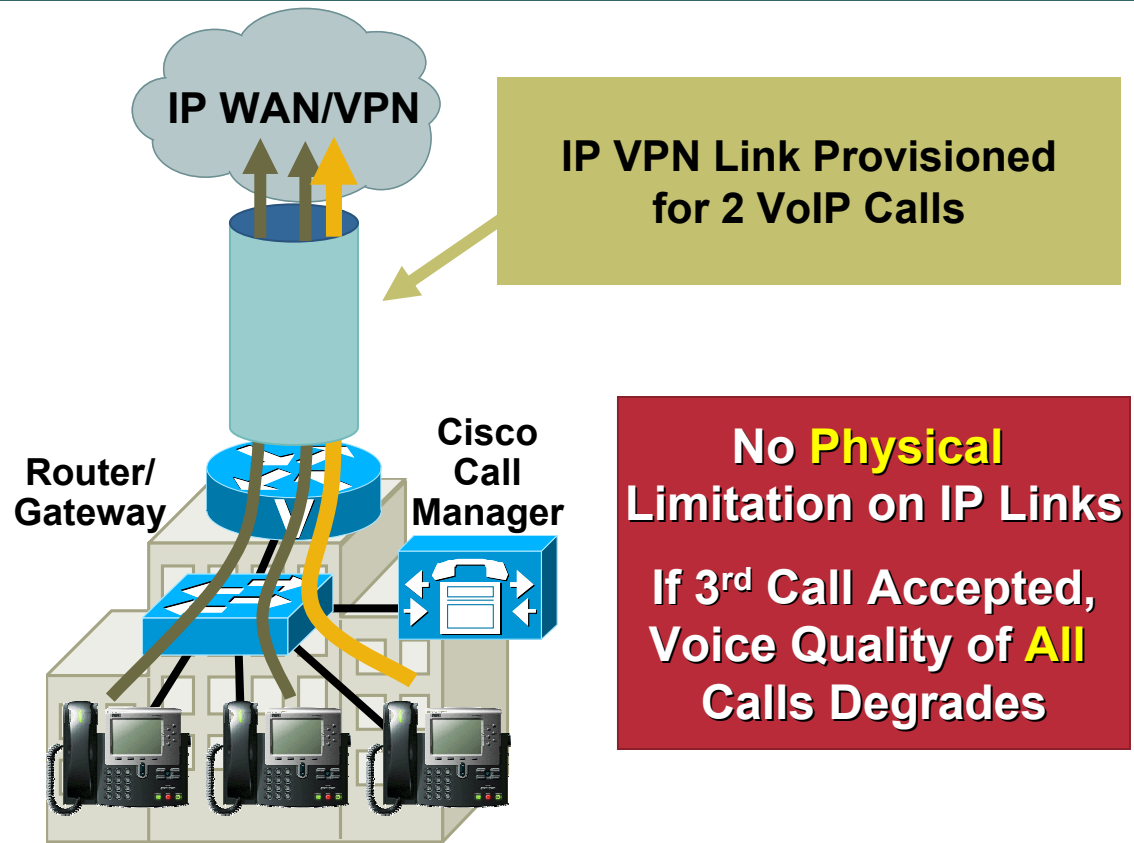 IP WAN/VPN
IP VPN Link Provisioned
for 2 VoIP Calls
Cisco
Call
Manager
Router/
Gateway
No Physical
Limitation on IP Links
If 3rd Call Accepted,
Voice Quality of All
Calls Degrades
V